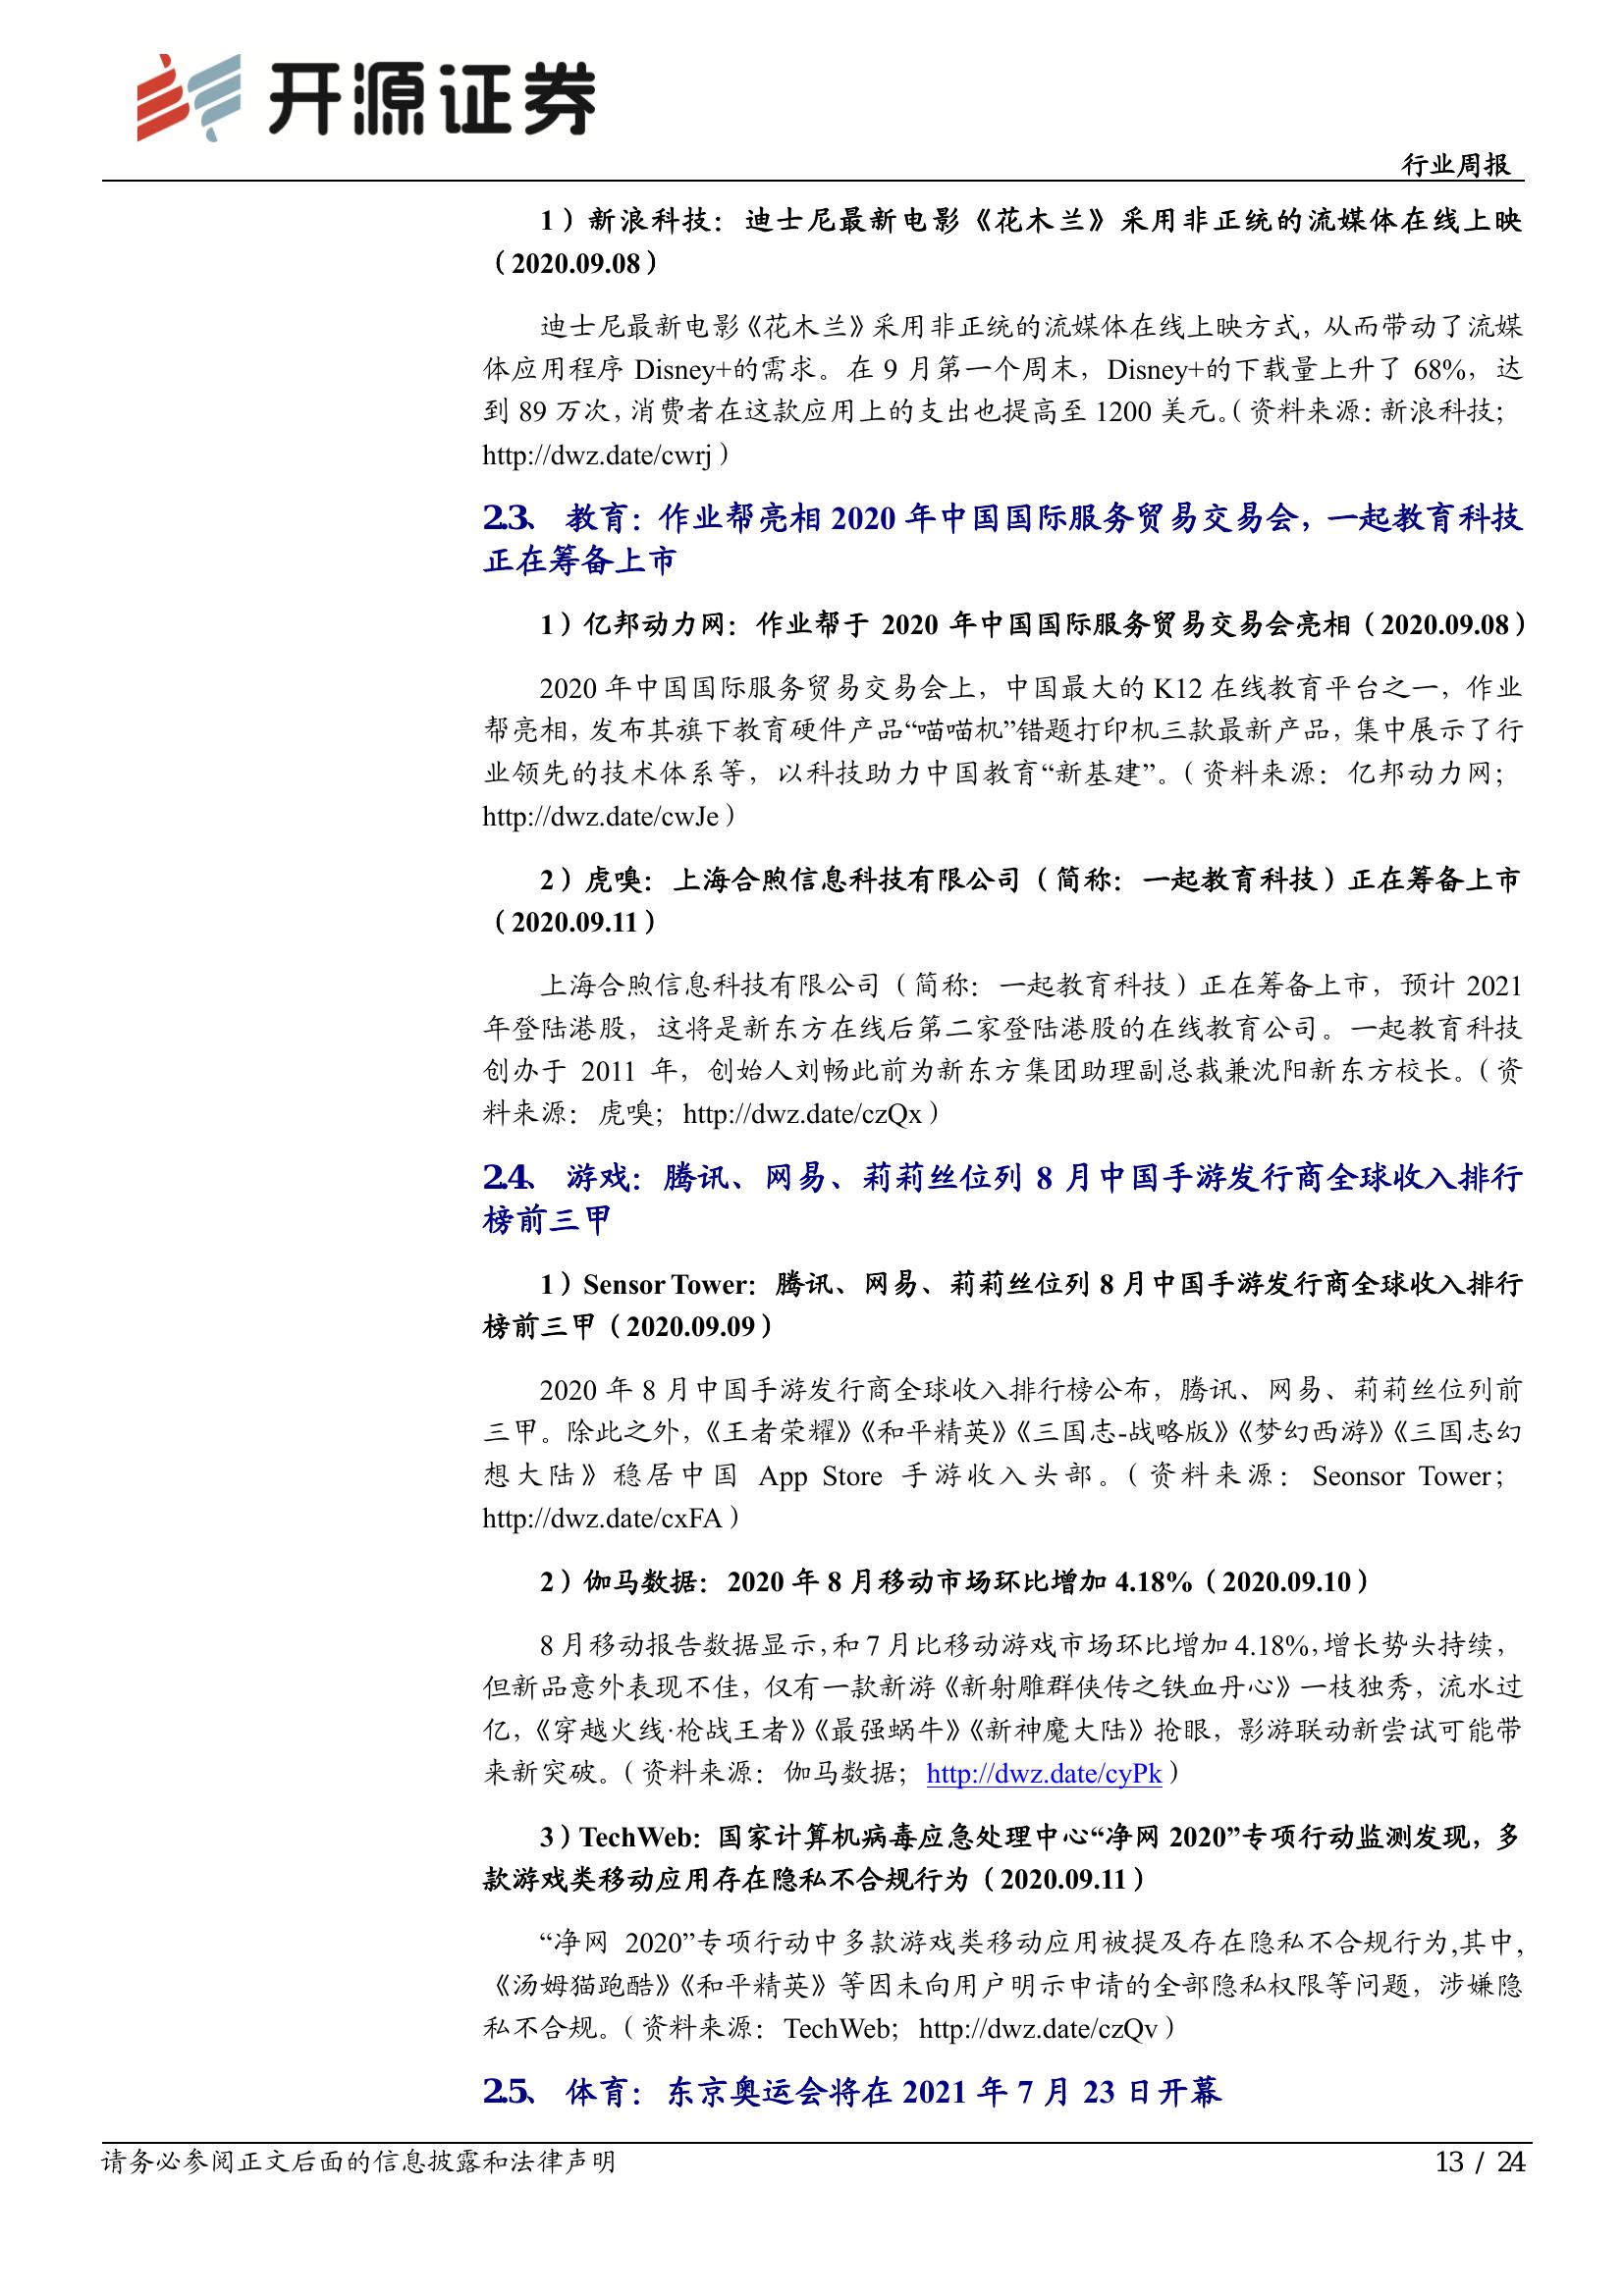 开源证券
行业周报
1）新浪科技：迪士尼最新电影《花木兰》采用非正统的流媒体在线上映
（2020.09.08）
迪士尼最新电影《花木兰》采用非正统的流媒体在线上映方式，从而带动了流媒
体应用程序 Disney+的需求。在 9 月第一个周末，Disney+的下载量上升了 68%，达
到 89 万次，消费者在这款应用上的支出也提高至 1200 美元。（资料来源：新浪科技；
http://dwz.date/cwrj）
2.3、 教育：作业帮亮相 2020 年中国国际服务贸易交易会，一起教育科技
正在筹备上市
1）亿邦动力网：作业帮于 2020 年中国国际服务贸易交易会亮相（2020.09.08）
2020 年中国国际服务贸易交易会上，中国最大的 K12 在线教育平台之一，作业
帮亮相，发布其旗下教育硬件产品“喵喵机”错题打印机三款最新产品，集中展示了行
业领先的技术体系等，以科技助力中国教育“新基建”。（资料来源：亿邦动力网；
http://dwz.date/cwJe）
2）虎嗅：上海合煦信息科技有限公司（简称：一起教育科技）正在筹备上市
（2020.09.11）
上海合煦信息科技有限公司（简称：一起教育科技）正在筹备上市，预计 2021
年登陆港股，这将是新东方在线后第二家登陆港股的在线教育公司。一起教育科技
创办于 2011 年，创始人刘畅此前为新东方集团助理副总裁兼沈阳新东方校长。（资
料来源：虎嗅；http://dwz.date/czQx）
2.4、 游戏：腾讯、网易、莉莉丝位列 8 月中国手游发行商全球收入排行
榜前三甲
1）Sensor Tower：腾讯、网易、莉莉丝位列 8 月中国手游发行商全球收入排行
榜前三甲（2020.09.09）
2020 年 8 月中国手游发行商全球收入排行榜公布，腾讯、网易、莉莉丝位列前
三甲。除此之外，《王者荣耀》《和平精英》《三国志-战略版》《梦幻西游》《三国志幻
想大陆》稳居中国 App Store 手游收入头部。（资料来源：Seonsor Tower；
http://dwz.date/cxFA）
2）伽马数据：2020 年 8 月移动市场环比增加 4.18%（2020.09.10）
8 月移动报告数据显示,和 7 月比移动游戏市场环比增加 4.18%,增长势头持续，
但新品意外表现不佳，仅有一款新游《新射雕群侠传之铁血丹心》一枝独秀，流水过
亿，《穿越火线·枪战王者》《最强蜗牛》《新神魔大陆》抢眼，影游联动新尝试可能带
来新突破。（资料来源：伽马数据；http://dwz.date/cyPk）
3）TechWeb：国家计算机病毒应急处理中心“净网 2020”专项行动监测发现，多
款游戏类移动应用存在隐私不合规行为（2020.09.11）
“净网 2020”专项行动中多款游戏类移动应用被提及存在隐私不合规行为,其中,
《汤姆猫跑酷》《和平精英》等因未向用户明示申请的全部隐私权限等问题，涉嫌隐
私不合规。（资料来源：TechWeb；http://dwz.date/czQv）
2.5、 体育：东京奥运会将在 2021 年 7 月 23 日开幕
请务必参阅正文后面的信息披露和法律声明
13 / 24